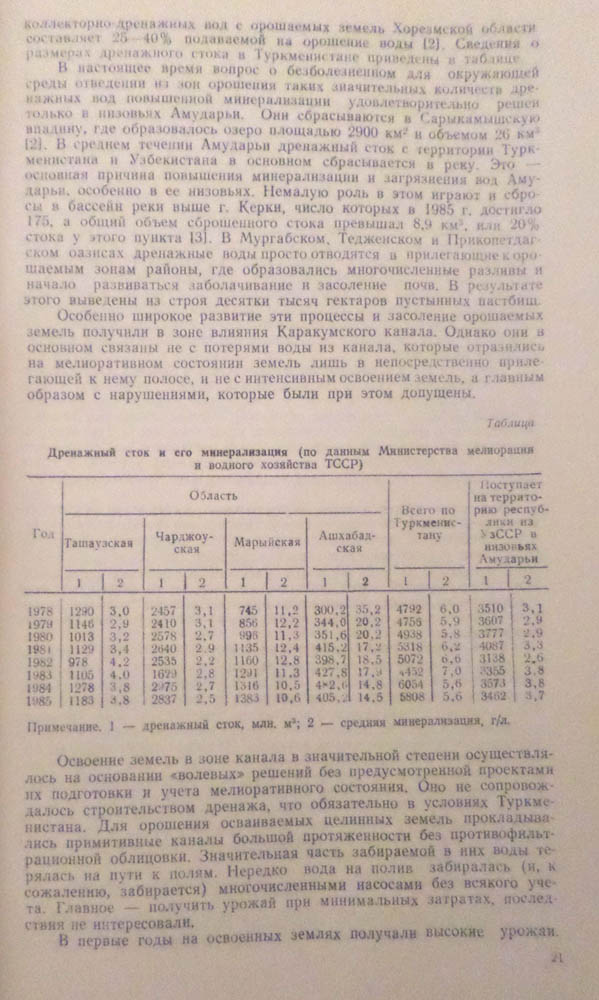 коллекторно-дренажных вод с орошаемых земель Хорезмской области
составляет 25—40% подаваемой на орошение воды [2]. Сведения о
размерах дренажного стока в Туркменистане приведены в таблице
В настоящее время вопрос о безболезненном для окружающей
среды отведении из зон орошения таких значительных количеств дре-
нажных вод повышенной минерализации удовлетворительно решен
только в низовьях Амударьи. Они сбрасываются в Сарыкамышскую
впадину, где образовалось озеро площадью 2900 км² и объемом 26 км³
[2]. В среднем течении Амударьи дренажный сток с территории Турк-
менистана и Узбекистана в основном сбрасывается в реку. Это —
основная причина повышения минерализации и загрязнения вод Аму-
дарьи, особенно в ее низовьях. Немалую роль в этом играют и сбро-
сы в бассейн реки выше г. Керки, число которых в 1985 г. достигло
175, а общий объем сброшенного стока превышал 8,9 км³, или 20%
стока у этого пункта [3]. В Мургабском, Тедженском и Прикопетдаг-
ском оазисах дренажные воды просто отводятся в прилегающие к оро-
шаемым зонам районы, где образовались многочисленные разливы и
начало развиваться заболачивание и засоление почв. В результате
этого выведены из строя десятки тысяч гектаров пустынных пастбищ.
Особенно широкое развитие эти процессы и засоление орошаемых
земель получили в зоне влияния Каракумского канала. Однако они в
основном связаны не с потерями воды из канала, которые отразились
на мелиоративном состоянии земель лишь в непосредственно приле-
гающей к нему полосе, и не с интенсивным освоением земель, а главным
образом с нарушениями, которые были при этом допущены.
Таблица
Дренажный сток и его минерализация (по данным Министерства мелиорации
и водного хозяйства ТССР)
Год Область Всего по Туркменис-тану Поступает на террито-рию респуб-лики из УзССР в низовьях Амударьи
Ташаузская Чарджоу-ская Марыйская Ашхабад-ская
1 2 1 2 1 2 1 2 1 2 1 2
1978 1290 3,0 2457 3,1 745 11,2 300,2 35,2 4792 6,0 3510 3,1
1979 1146 2,9 2410 3,1 856 12,2 344,0 20,2 4756 5,9 3607 2,9
1980 1013 3,2 2578 2,7 996 11,3 351,6 20,2 4938 5,8 3777 2,9
1981 1129 3,4 2640 2,9 1135 12,4 415,2 17,2 5318 6,2 4087 3,3
1982 978 4,2 2535 2,2 1160 12,8 398,7 18,5 5072 6,6 3138 2,6
1983 1105 4,0 1629 2,8 1291 11,3 427,8 17,9 4452 7,0 3355 3,8
1984 1278 3,8 2975 2,7 1316 10,5 14,8 6054 5,6 3573 3,8
1985 1183 3,8 2837 2,5 1383 10,6 405,2 14,5 5808 5,6 3462 3,7
Примечание. 1 — дренажный сток, млн. м³; 2 — средняя минерализация, г/л.
Освоение земель в зоне канала в значительной степени осуществля-
лось на основании «волевых» решений без предусмотренной проектами
их подготовки и учета мелиоративного состояния. Оно не сопровож-
далось строительством дренажа, что обязательно в условиях Туркме-
нистана. Для орошения осваиваемых целинных земель прокладыва-
лись примитивные каналы большой протяженности без противофильт-
рационной облицовки. Значительная часть забираемой в них воды те-
рялась на пути к полям. Нередко вода на полив забиралась (и, к
сожалению, забирается) многочисленными насосами без всякого уче-
та. Главное — получить урожай при минимальных затратах, послед-
ствия не интересовали.
В первые годы на освоенных землях получали высокие урожаи.
21